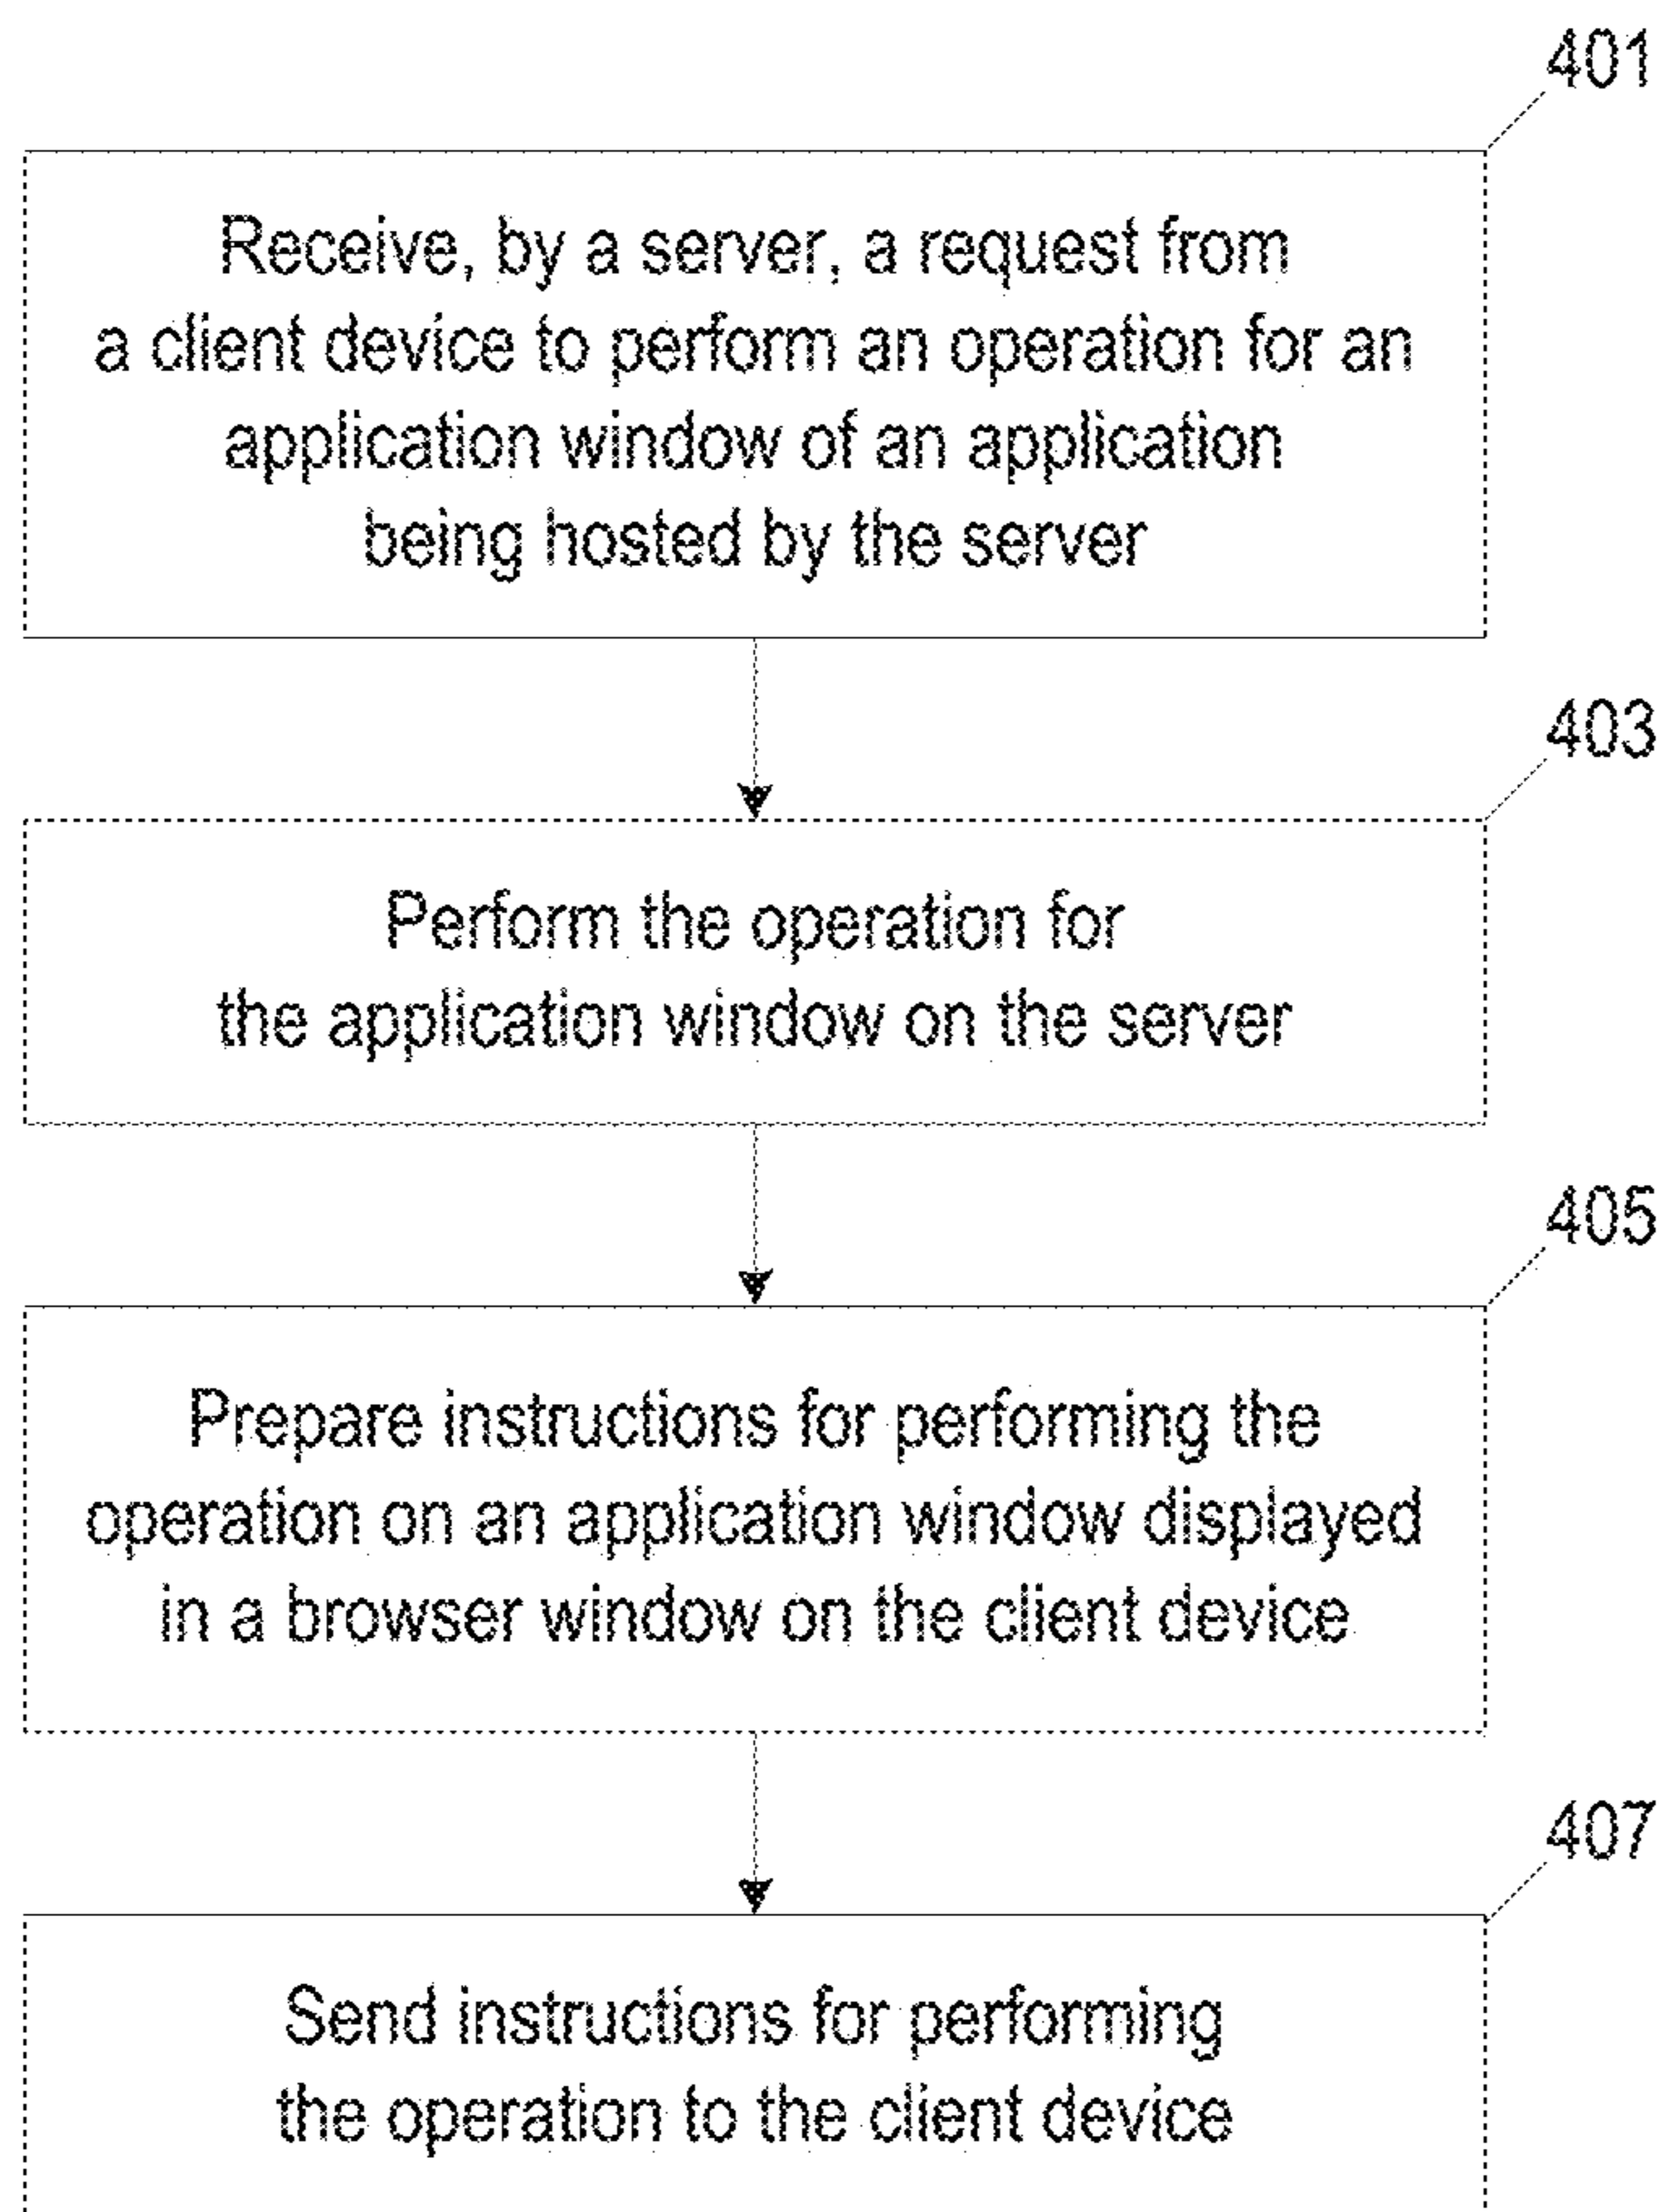 401
Receive, by a server, a request from
a client device to perform an operation for an
application window of an application
being hosted by the server
403
Perform the operation for
the application window on the server
405
Prepare instructions for performing the
operation on an application window displayed
in a browser window on the client device
407
Send instructions for performing
the operation to the client device